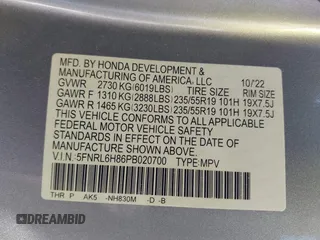 MFD. BY HONDA DEVELOPMENT &
MANUFACTURING OF AMERICA, LLC 10/22
GVWR 2730 KG(6019LBS) TIRE SIZE RIM SIZE
GAWR F 1310 KG(2888LBS) 235/55R19 101H 19X7.5J
GAWR R 1465 KG(3230LBS) 235/55R19 101H 19X7.5J
THIS VEHICLE CONFORMS TO ALL APPLICABLE
FEDERAL MOTOR VEHICLE SAFETY AND THEFT PREVENTION
STANDARDS IN EFFECT ON THE DATE OF
MANUFACTURE SHOWN ABOVE.
V.I.N. 5FNRL6H86PB020700 TYPE:MPV
THR P AK5 -NH830M -D -B
DREAMBID